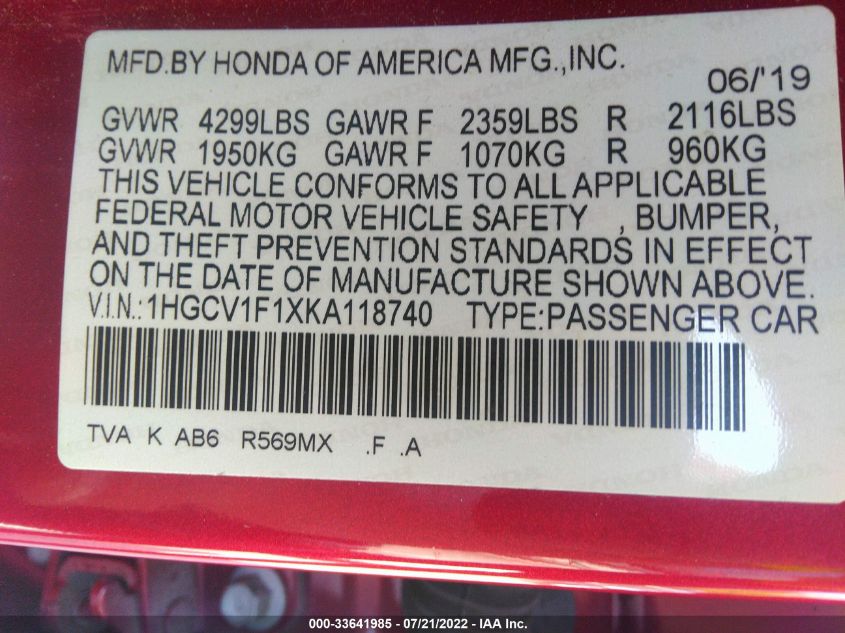 MFD.BY HONDA OF AMERICA MFG.,INC.
06/'19
GVWR 4299LBS GAWR F 2359LBS R 2116LBS
GVWR 1950KG GAWR F 1070KG R 960KG
THIS VEHICLE CONFORMS TO ALL APPLICABLE
FEDERAL MOTOR VEHICLE SAFETY , BUMPER,
AND THEFT PREVENTION STANDARDS IN EFFECT
ON THE DATE OF MANUFACTURE SHOWN ABOVE.
V.I.N.:1HGCV1F1XKA118740 TYPE:PASSENGER CAR
TVA K AB6 R569MX .F .A
000-33641985 / 07/21/2022 - IAA Inc.